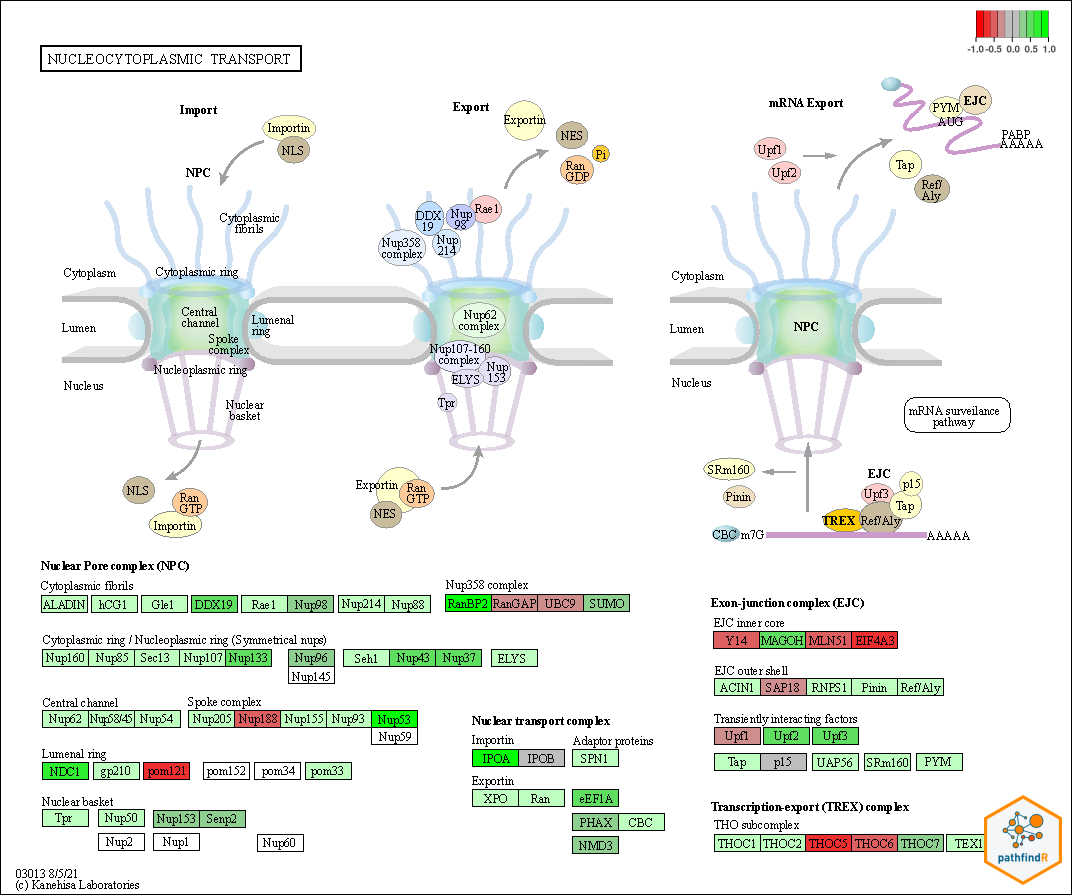 -1.0 -0.5 0.0 0.5 1.0
NUCLEOCYTOPLASMIC TRANSPORT
Import
Importin
NLS
NPC
Cytoplasmic
fibrils
Cytoplasm
Cytoplasmic ring
Central
channel
Lumenal
ring
Lumen
Spoke
complex
Nucleoplasmic ring
Nucleus
Nuclear
basket
NLS
Ran
GTP
Importin
Export
Exportin
NES
Pi
Ran
GDP
DDX
19
Nup
98
Rae1
Nup358
complex
Nup
214
Nup62
complex
Nup107-160
complex
Nup
153
ELYS
Tpr
Exportin
Ran
GTP
NES
mRNA Export
Upf1
Upf2
PYM
EJC
AUG
PABP
AAAAA
Tap
Ref/
Aly
Cytoplasm
Lumen
NPC
Nucleus
mRNA surveilance
pathway
SRm160
Pinin
EJC
Upf3
p15
Tap
TREX
Ref/Aly
CBC m7G
AAAAA
Nuclear Pore complex (NPC)
Cytoplasmic fibrils
ALADIN hCG1 Gle1 DDX19 Rae1 Nup98 Nup214 Nup88
Nup358 complex
RanBP2 RanGAP UBC9 SUMO
Cytoplasmic ring / Nucleoplasmic ring (Symmetrical nups)
Nup160 Nup85 Sec13 Nup107 Nup133 Nup96 Seh1 Nup43 Nup37 ELYS
Nup145
Central channel
Nup62 Nup58/45 Nup54
Spoke complex
Nup205 Nup188 Nup155 Nup93 Nup53
Nup59
Lumenal ring
NDC1 gp210 pom121 pom152 pom34 pom33
Nuclear basket
Tpr Nup50 Nup153 Senp2
Nup2 Nup1 Nup60
Nuclear transport complex
Importin
IPOA IPOB
Adaptor proteins
SPN1
Exportin
XPO Ran eEF1A
PHAX CBC
NMD3
Exon-junction complex (EJC)
EJC inner core
Y14 MAGOH MLN51 EIF4A3
EJC outer shell
ACIN1 SAP18 RNPS1 Pinin Ref/Aly
Transiently interacting factors
Upf1 Upf2 Upf3
Tap p15 UAP56 SRm160 PYM
Transcription-export (TREX) complex
THO subcomplex
THOC1 THOC2 THOC5 THOC6 THOC7 TEX1
pathfindR
03013 8/5/21
(c) Kanehisa Laboratories